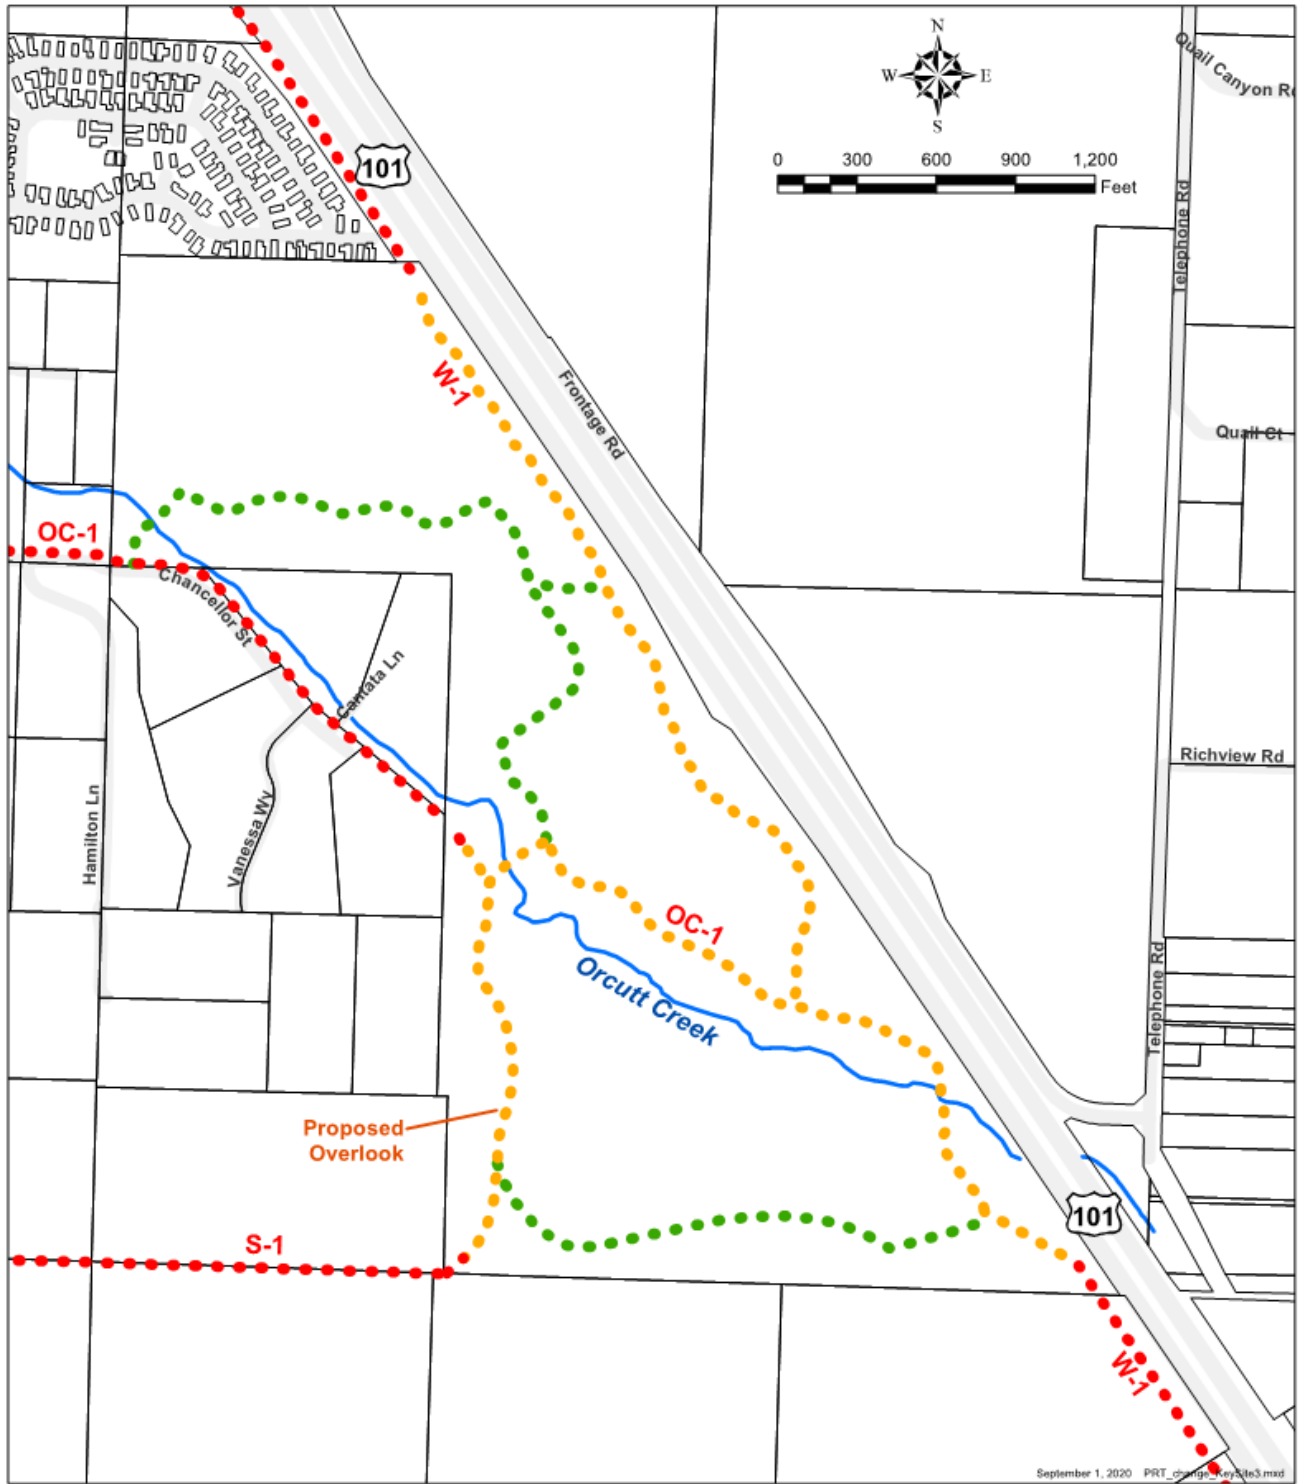 N
W E
S
0 300 600 900 1,200
Feet
101
Quail Canyon Rd
Telephone Rd
W-1
Frontage Rd
Quail Ct
OC-1
Chancellor St
Cantata Ln
Richview Rd
Hamilton Ln
Vanessa Wy
OC-1
Orcutt Creek
Telephone Rd
Proposed
Overlook
101
S-1
W-1
September 1, 2020 PRT_change_KeySite3.mxd